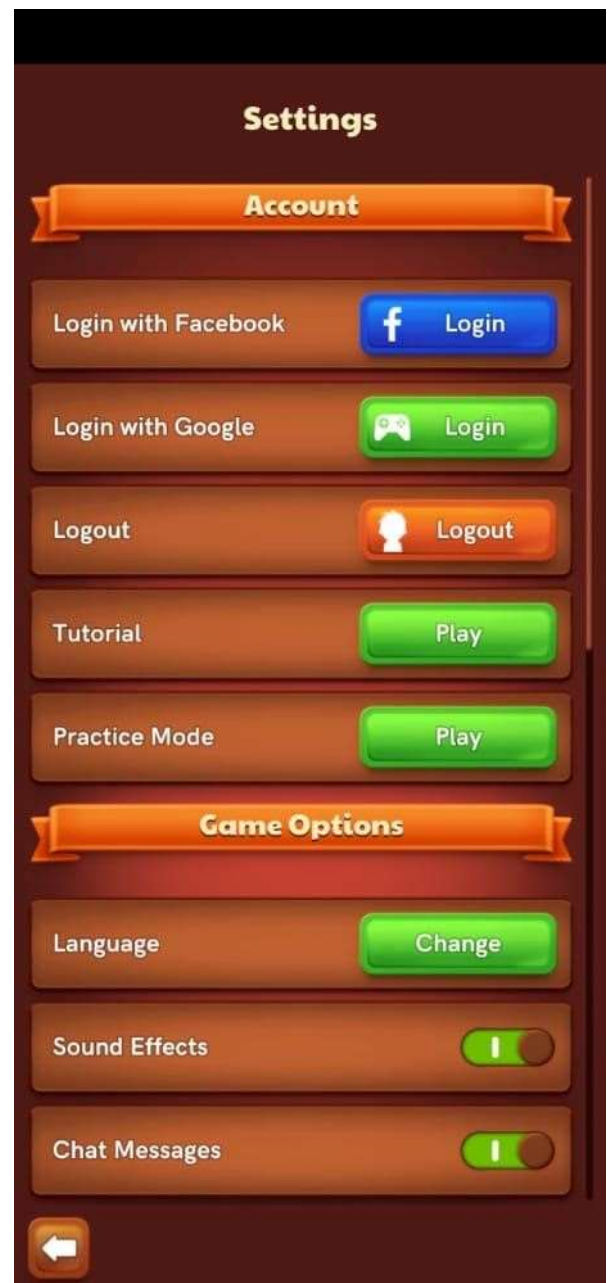 Settings
Account
Login with Facebook
Login
Login with Google
Login
Logout
Logout
Tutorial
Play
Practice Mode
Play
Game Options
Language
Change
Sound Effects
Chat Messages